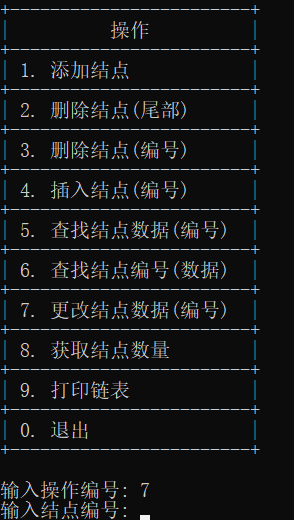 操作
1. 添加结点
2. 删除结点(尾部)
3. 删除结点(编号)
4. 插入结点(编号)
5. 查找结点数据(编号)
6. 查找结点编号(数据)
7. 更改结点数据(编号)
8. 获取结点数量
9. 打印链表
0. 退出
输入操作编号: 7
输入结点编号: